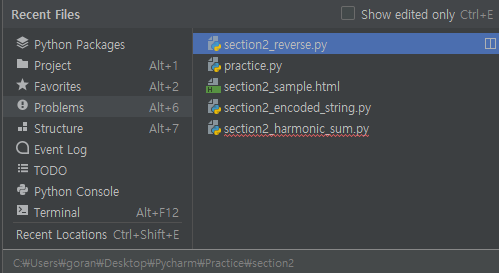 Recent Files
Show edited only Ctrl+E
Python Packages
Project Alt+1
Favorites Alt+2
Problems Alt+6
Structure Alt+7
Event Log
TODO
Python Console
Terminal Alt+F12
Recent Locations Ctrl+Shift+E
section2_reverse.py
practice.py
section2_sample.html
section2_encoded_string.py
section2_harmonic_sum.py
C:₩Users₩goran₩Desktop₩Pycharm₩Practice₩section2